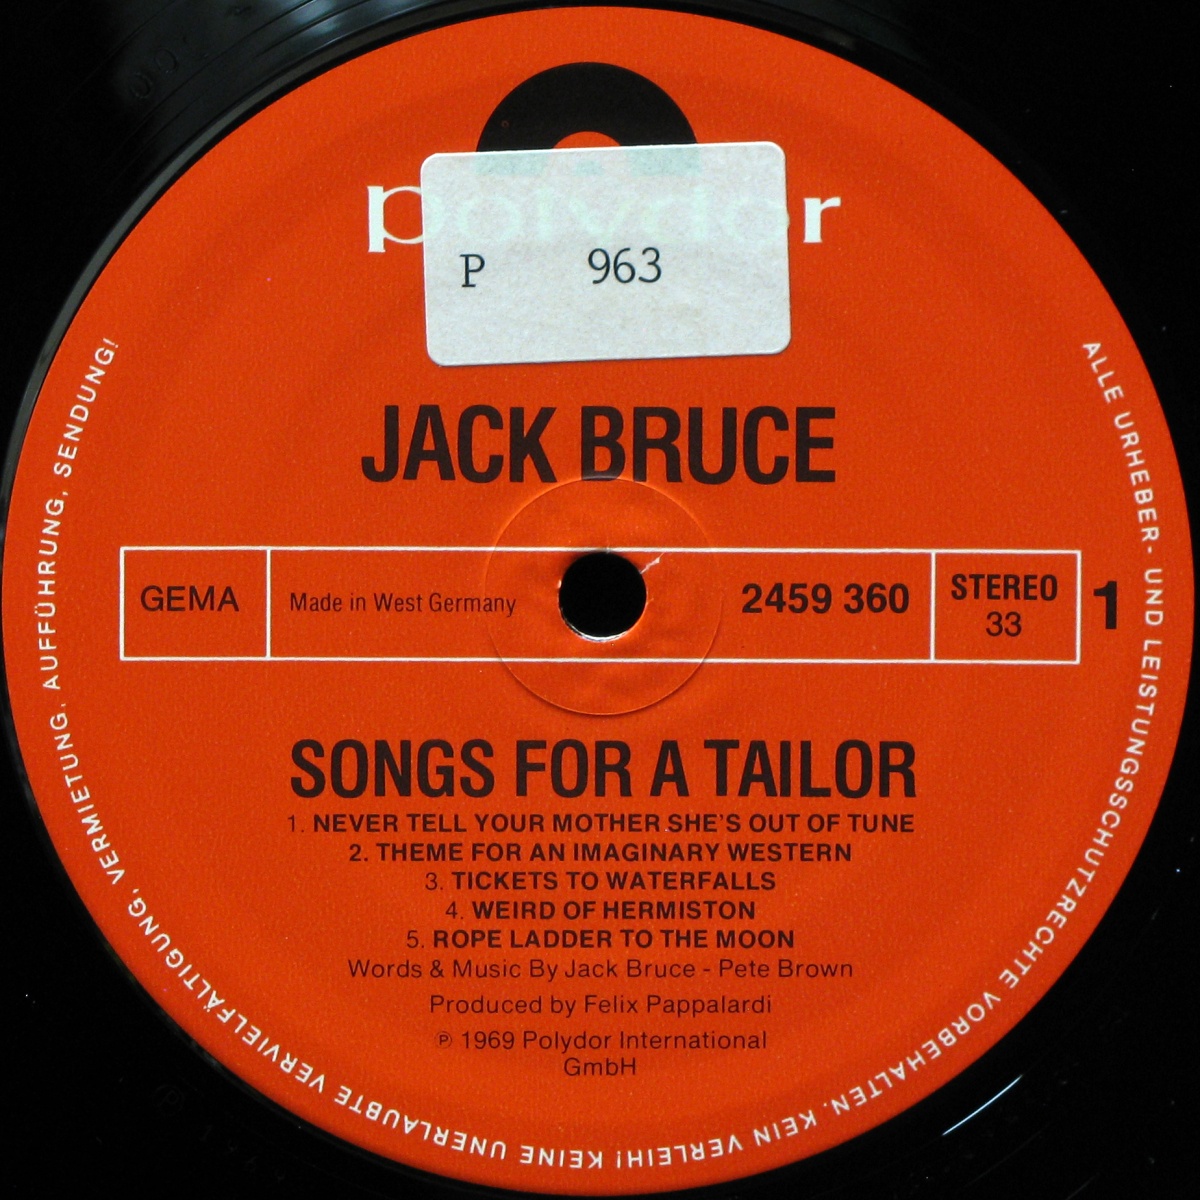 polydor
P 963
JACK BRUCE
GEMA
Made in West Germany
2459 360
STEREO
33
1
SONGS FOR A TAILOR
1. NEVER TELL YOUR MOTHER SHE'S OUT OF TUNE
2. THEME FOR AN IMAGINARY WESTERN
3. TICKETS TO WATERFALLS
4. WEIRD OF HERMISTON
5. ROPE LADDER TO THE MOON
Words & Music By Jack Bruce - Pete Brown
Produced by Felix Pappalardi
℗ 1969 Polydor International
GmbH
ALLE URHEBER- UND LEISTUNGSSCHUTZRECHTE VORBEHALTEN. KEIN VERLEIH! KEINE UNERLAUBTE VERVIELFÄLTIGUNG, VERMIETUNG, AUFFÜHRUNG, SENDUNG!